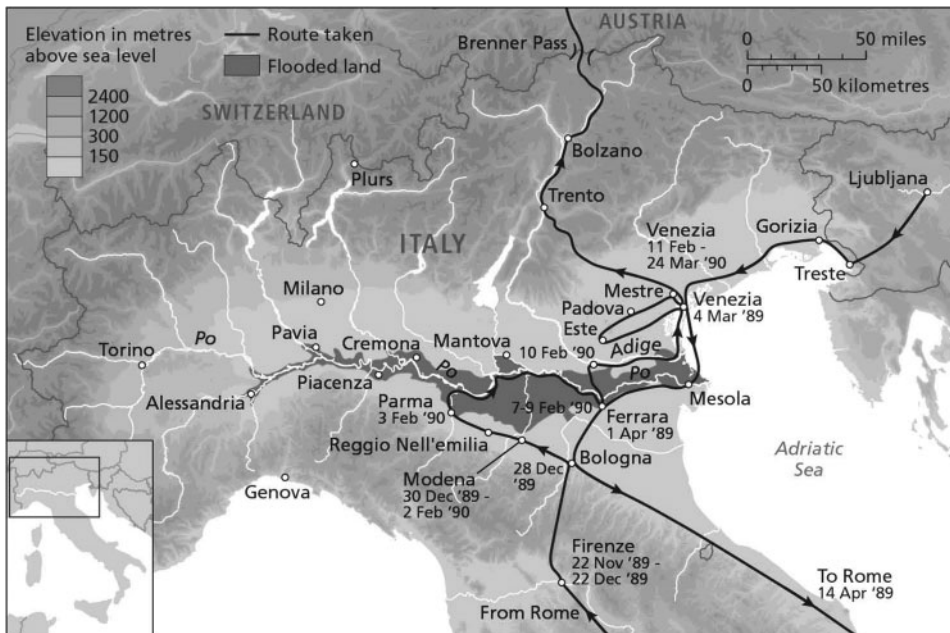 Elevation in metres
above sea level
2400
1200
300
150
Route taken
Flooded land
AUSTRIA
0 50 miles
0 50 kilometres
Brenner Pass
SWITZERLAND
Bolzano
Plurs
Ljubljana
Trento
ITALY
Venezia
11 Feb -
24 Mar '90
Gorizia
Treste
Milano
Mestre
Padova
Venezia
4 Mar '89
Este
Adige
Po
Pavia
Torino
Cremona
Mantova
10 Feb '90
Po
Po
Piacenza
Mesola
Alessandria
Parma
3 Feb '90
7-9 Feb '90
Ferrara
1 Apr '89
Reggio Nell'emilia
Adriatic
Sea
Bologna
Genova
Modena
30 Dec '89 -
2 Feb '90
28 Dec
'89
Firenze
22 Nov '89 -
22 Dec '89
To Rome
14 Apr '89
From Rome